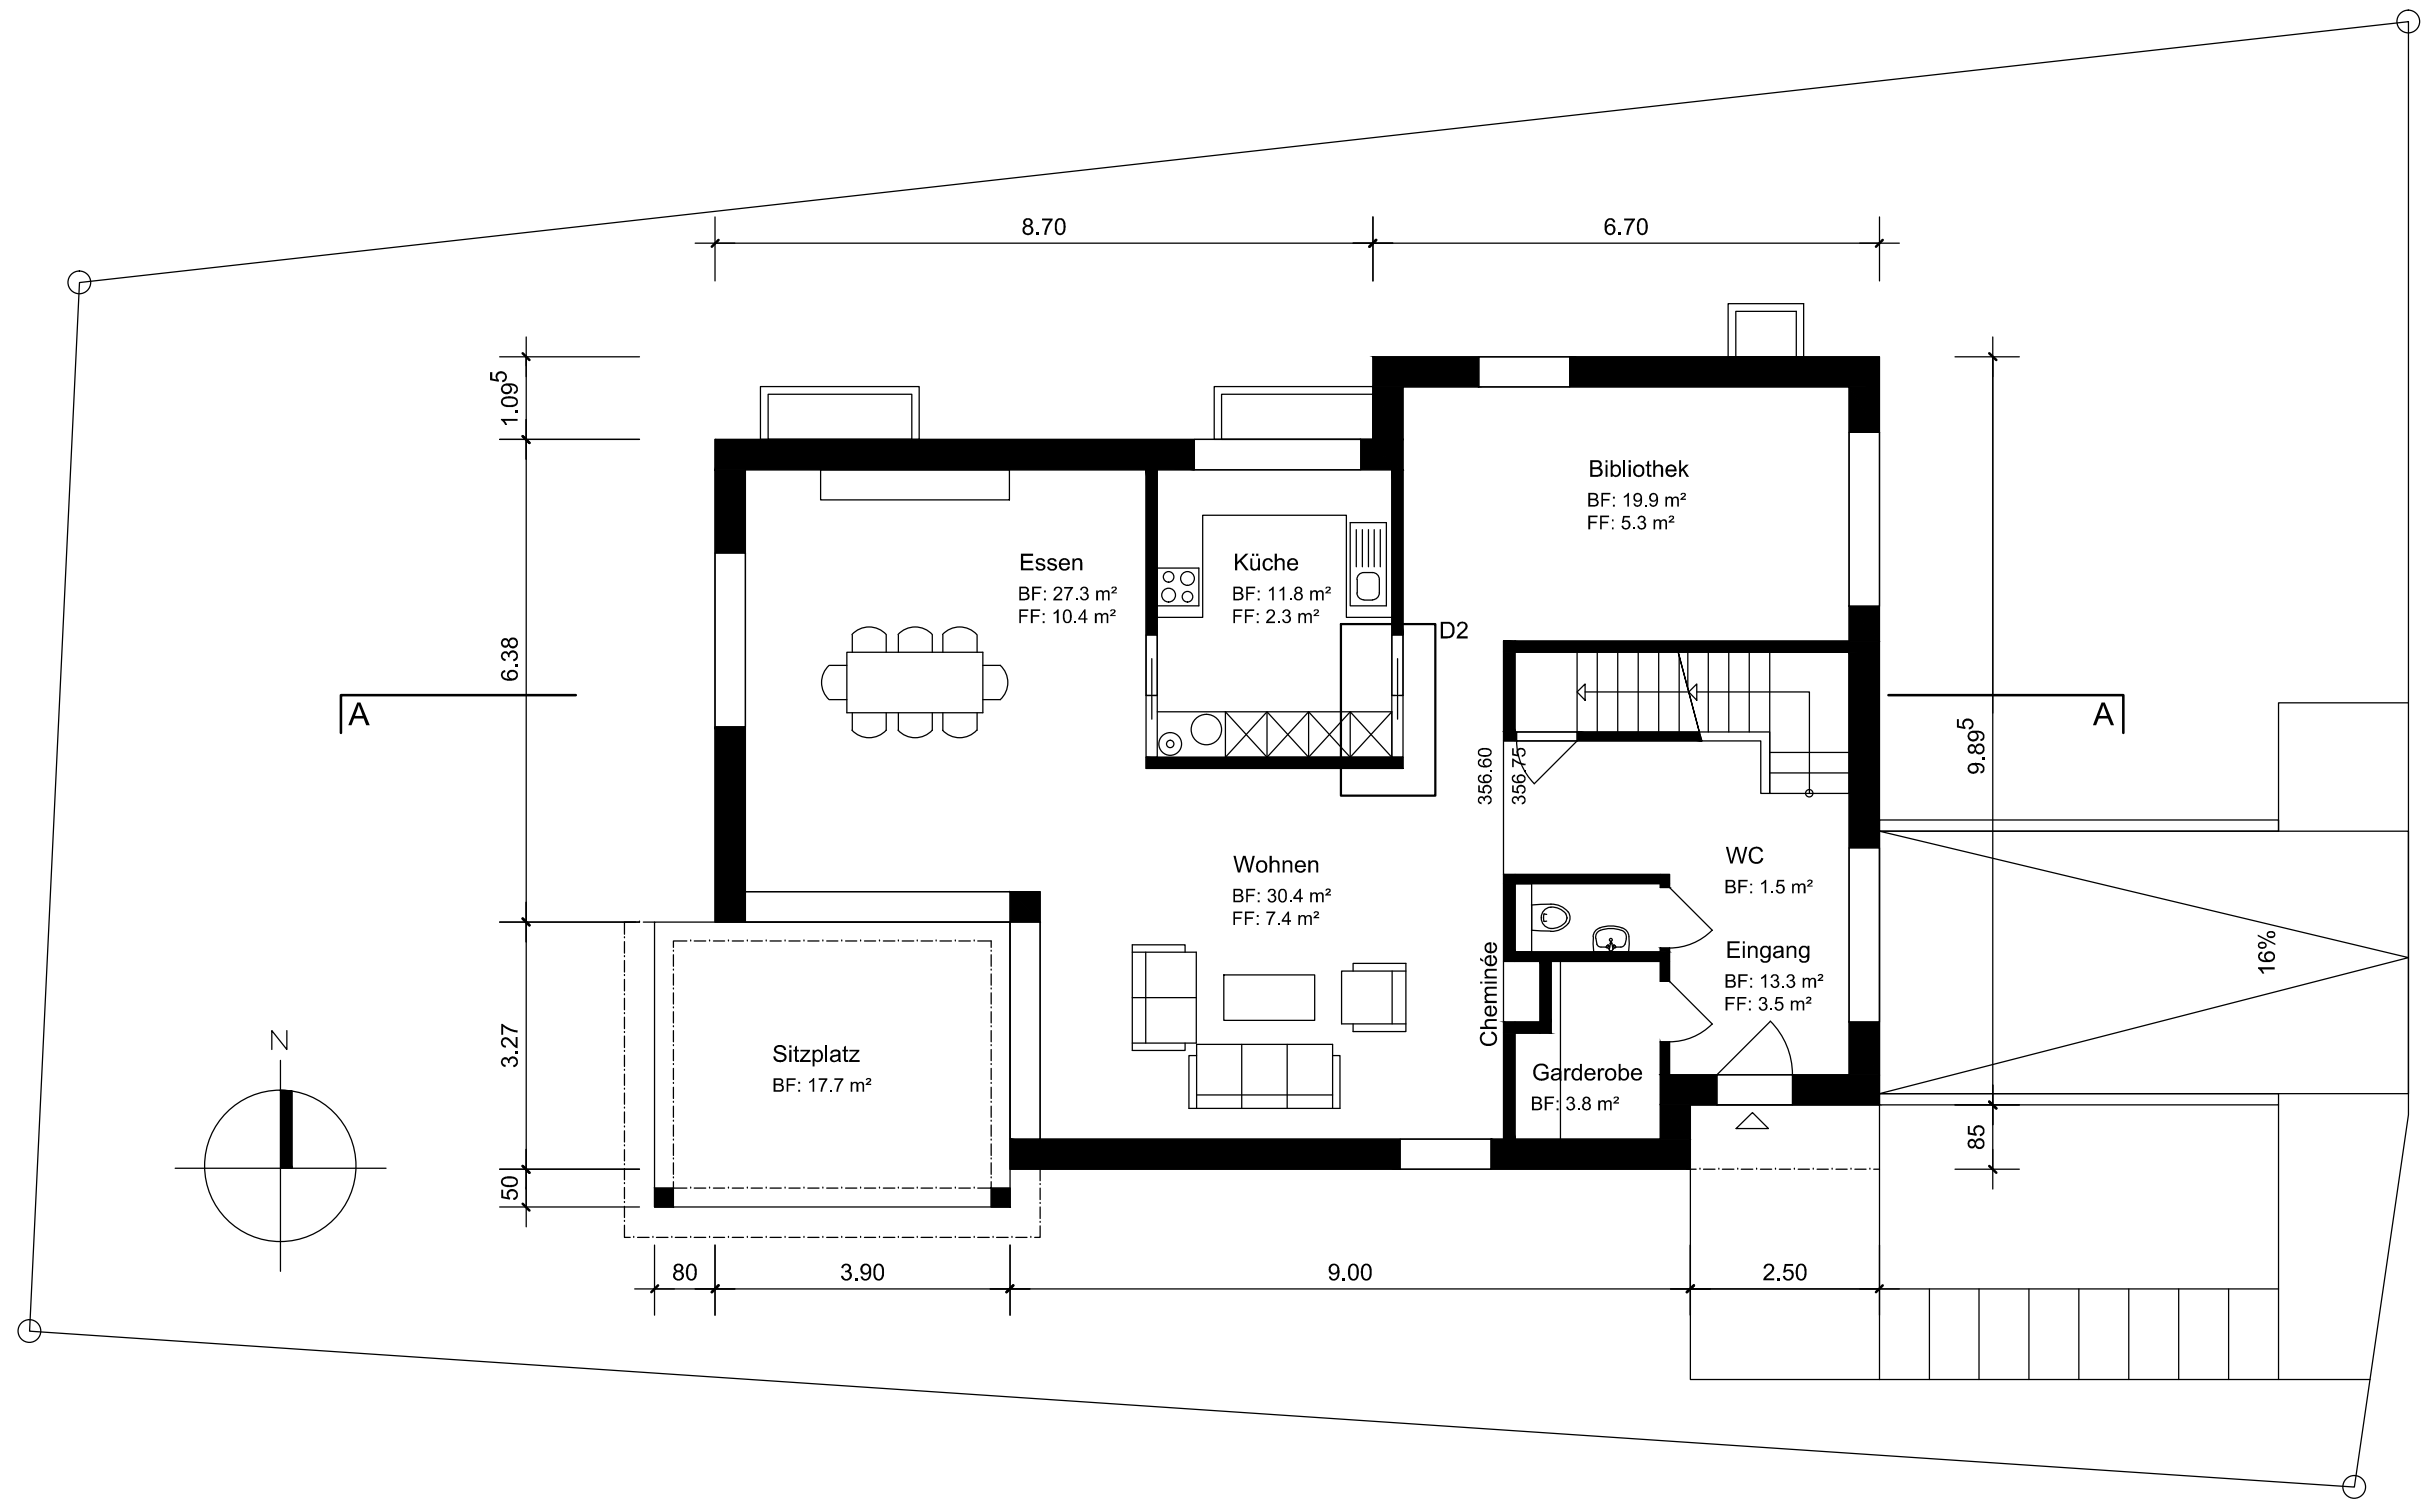 8.70
6.70
1.09⁵
Bibliothek
BF: 19.9 m²
FF: 5.3 m²
Essen
BF: 27.3 m²
FF: 10.4 m²
Küche
BF: 11.8 m²
FF: 2.3 m²
D2
6.38
A
A
9.89⁵
356.60
356.75
WC
BF: 1.5 m²
Wohnen
BF: 30.4 m²
FF: 7.4 m²
Eingang
BF: 13.3 m²
FF: 3.5 m²
16%
Cheminée
N
3.27
Sitzplatz
BF: 17.7 m²
Garderobe
BF: 3.8 m²
85
50
80
3.90
9.00
2.50